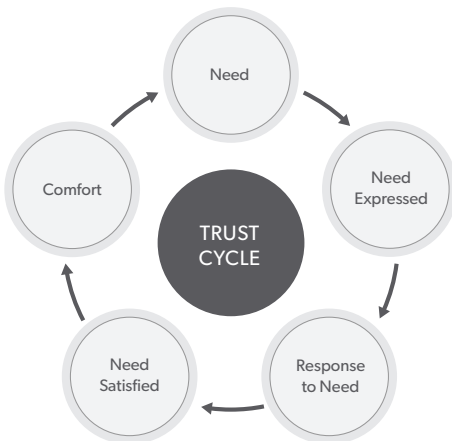 Need
Need
Expressed
Response
to Need
Need
Satisfied
Comfort
TRUST
CYCLE